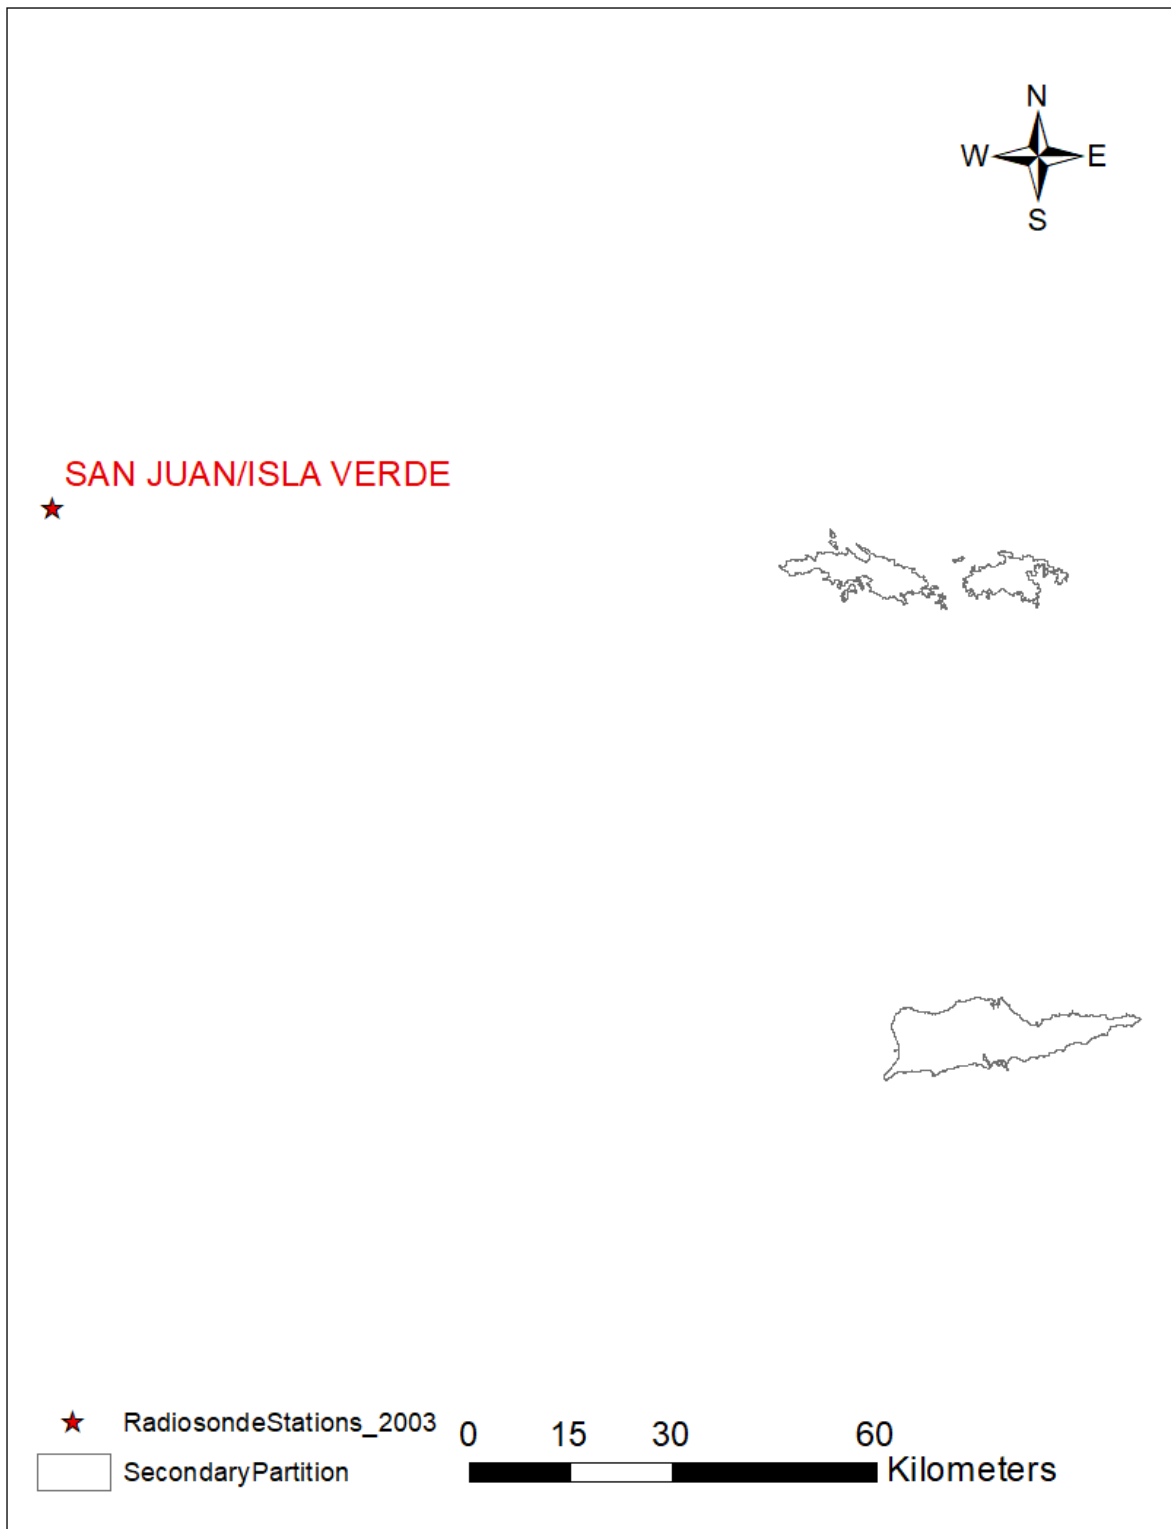 N
W E
S
SAN JUAN/ISLA VERDE
RadiosondeStations_2003
SecondaryPartition
0 15 30 60
Kilometers